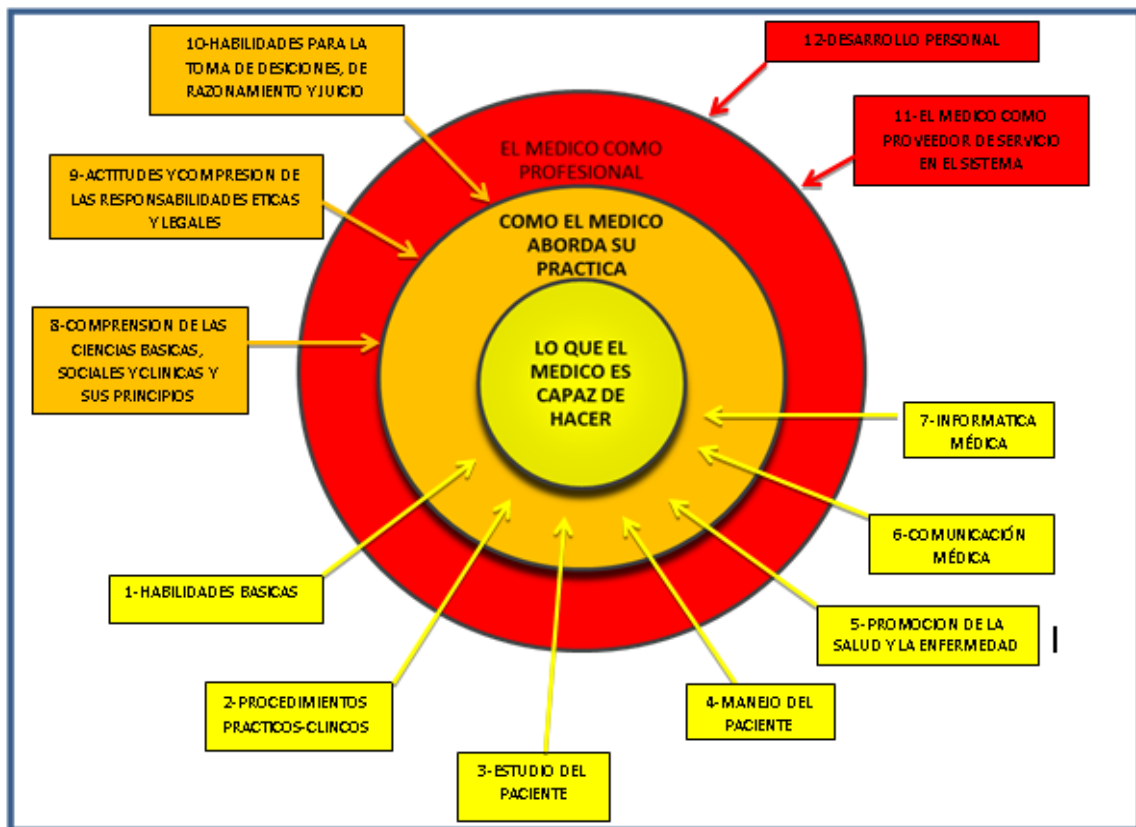 10-HABILIDADES PARA LA
TOMA DE DESICIONES, DE
RAZONAMIENTO Y JUICIO
12-DESARROLLO PERSONAL
11-EL MEDICO COMO
PROVEEDOR DE SERVICIO
EN EL SISTEMA
EL MEDICO COMO
PROFESIONAL
9-ACTITUDES Y COMPRESION DE
LAS RESPONSABILIDADES ETICAS
Y LEGALES
COMO EL MEDICO
ABORDA SU
PRACTICA
8-COMPRENSION DE LAS
CIENCIAS BASICAS,
SOCIALES Y CLINICAS Y
SUS PRINCIPIOS
LO QUE EL
MEDICO ES
CAPAZ DE
HACER
7-INFORMATICA
MÉDICA
6-COMUNICACIÓN
MÉDICA
1-HABILIDADES BASICAS
5-PROMOCION DE LA
SALUD Y LA ENFERMEDAD
2-PROCEDIMIENTOS
PRACTICOS-CLINCOS
4-MANEJO DEL
PACIENTE
3-ESTUDIO DEL
PACIENTE